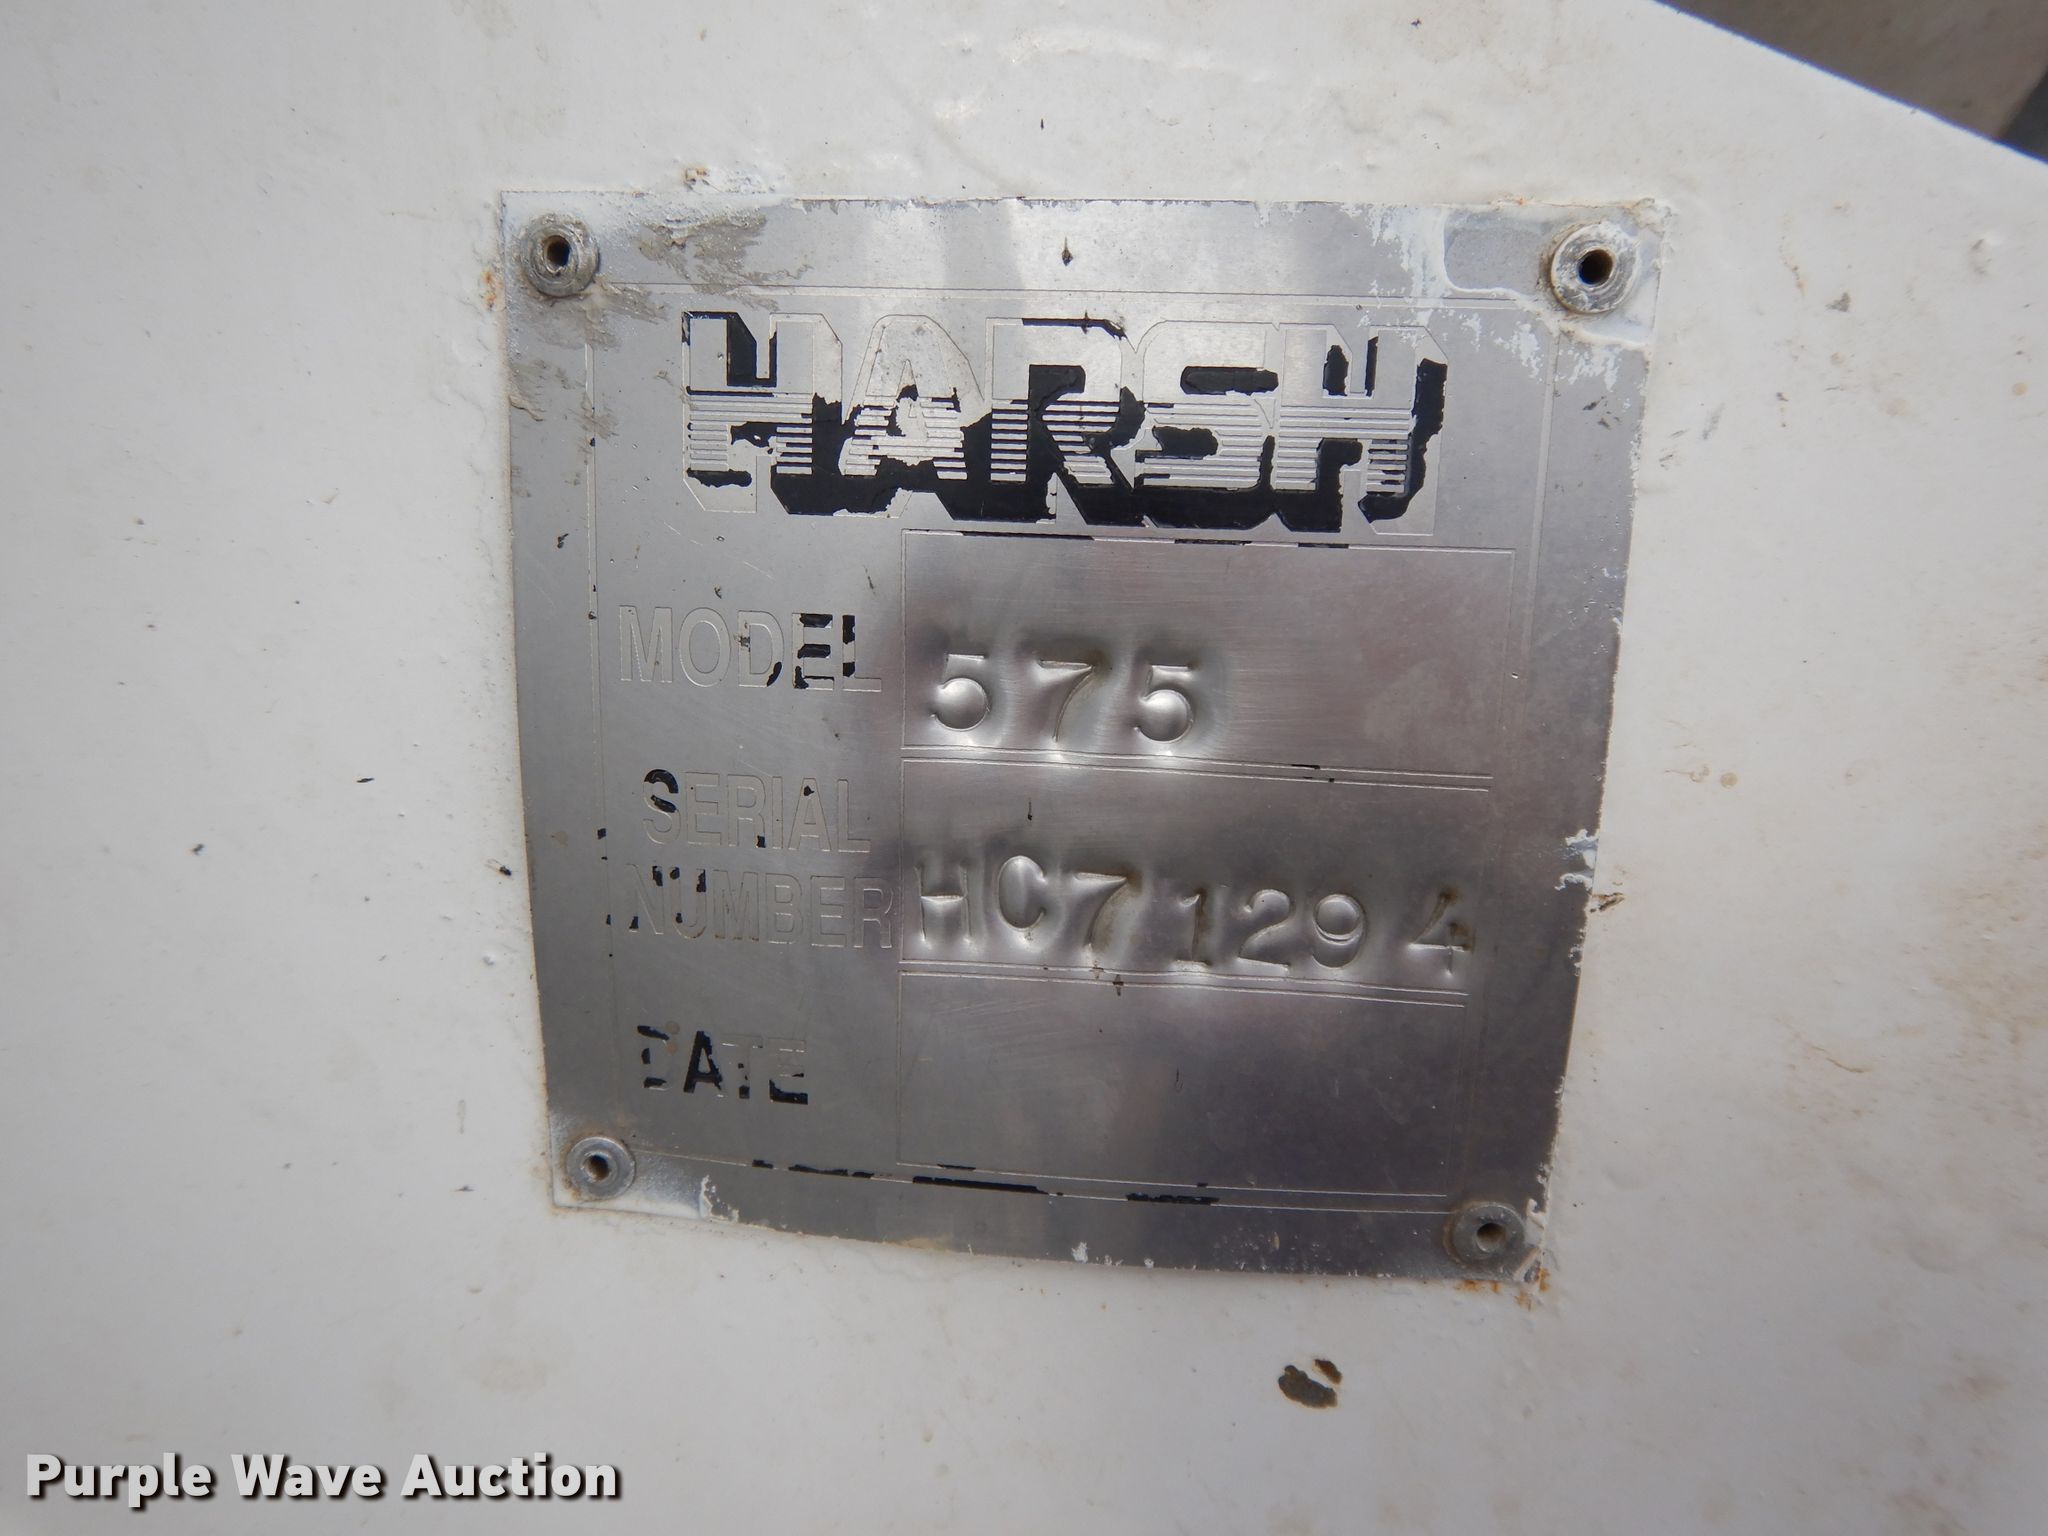 HARSH
MODEL 575
SERIAL
NUMBER HC71294
DATE
Purple Wave Auction